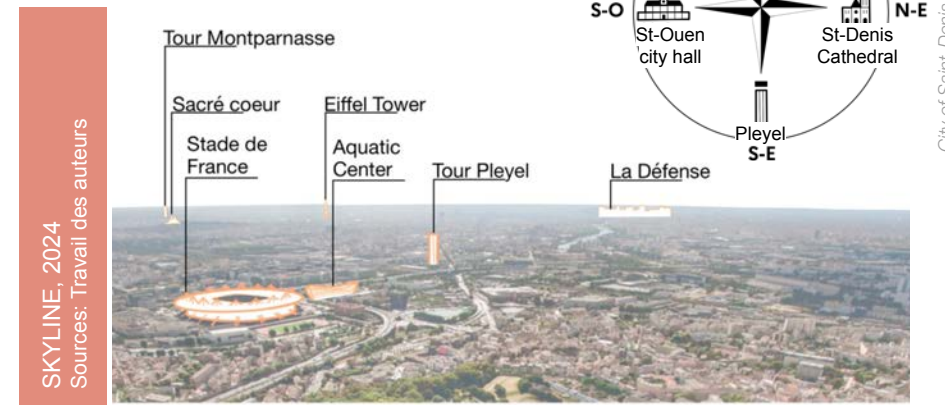 S-O
N-E
St-Ouen
city hall
St-Denis
Cathedral
Pleyel
S-E
City of Saint-Denis
Tour Montparnasse
Sacré coeur
Eiffel Tower
Stade de
France
Aquatic
Center
Tour Pleyel
La Défense
SKYLINE, 2024
Sources: Travail des auteurs